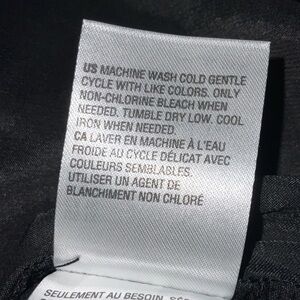 US MACHINE WASH COLD GENTLE
CYCLE WITH LIKE COLORS. ONLY
NON-CHLORINE BLEACH WHEN
NEEDED. TUMBLE DRY LOW. COOL
IRON WHEN NEEDED.
CA LAVER EN MACHINE À L'EAU
FROIDE AU CYCLE DÉLICAT AVEC
COULEURS SEMBLABLES.
UTILISER UN AGENT DE
BLANCHIMENT NON CHLORÉ
SEULEMENT AU BESOIN.